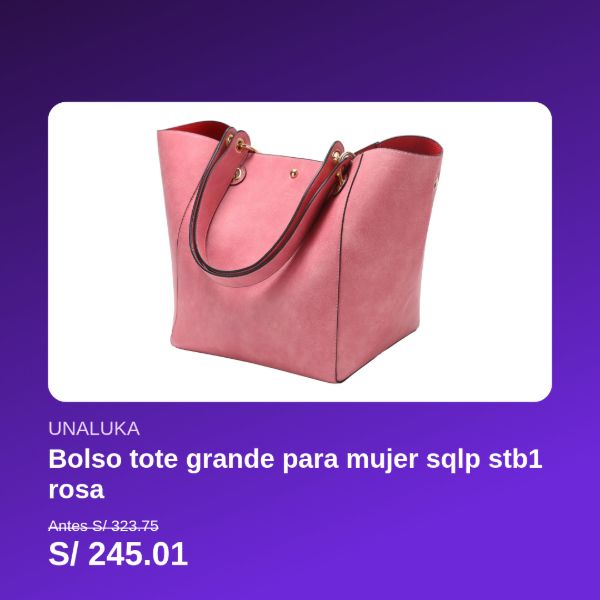 UNALUKA
Bolso tote grande para mujer sqlp stb1
rosa
Antes S/ 323.75
S/ 245.01